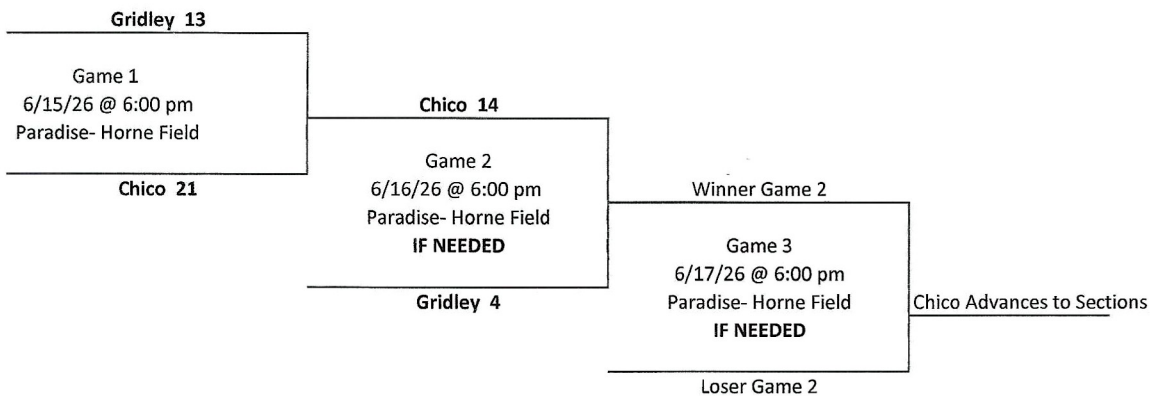 Gridley 13
Game 1
6/15/26 @ 6:00 pm
Paradise- Horne Field
Chico 21
Chico 14
Game 2
6/16/26 @ 6:00 pm
Paradise- Horne Field
IF NEEDED
Gridley 4
Winner Game 2
Game 3
6/17/26 @ 6:00 pm
Paradise- Horne Field
IF NEEDED
Loser Game 2
Chico Advances to Sections